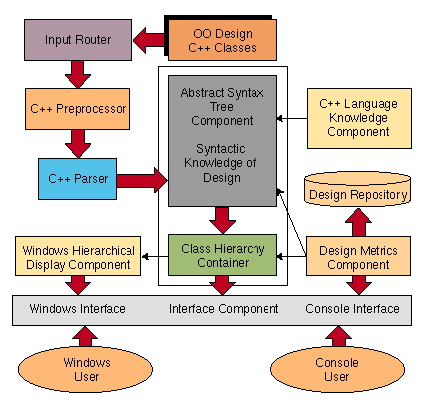 Input Router
OO Design
C++ Classes
C++ Preprocessor
Abstract Syntax
Tree
Component
Syntactic
Knowledge of
Design
C++ Language
Knowledge
Component
C++ Parser
Design Repository
Windows Hierarchical
Display Component
Class Hierarchy
Container
Design Metrics
Component
Windows Interface
Interface Component
Console Interface
Windows
User
Console
User